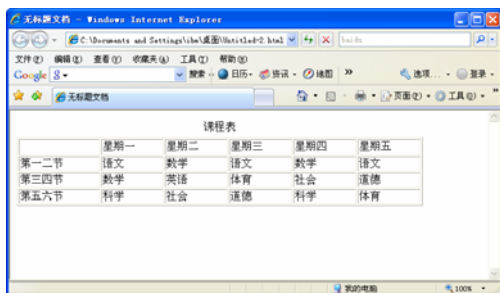 无标题文档 - Windows Internet Explorer
C:\Documents and Settings\ibm\桌面\Untitled-2.html
Baidu
文件(F) 编辑(E) 查看(V) 收藏夹(A) 工具(T) 帮助(H)
Google 搜索 日历 资讯 地图 » 选项... 登录
无标题文档 页面(P) 工具(O) »
课程表
星期一 星期二 星期三 星期四 星期五
第一二节 语文 数学 语文 数学 语文
第三四节 数学 英语 体育 社会 道德
第五六节 科学 社会 道德 科学 体育
我的电脑 100%